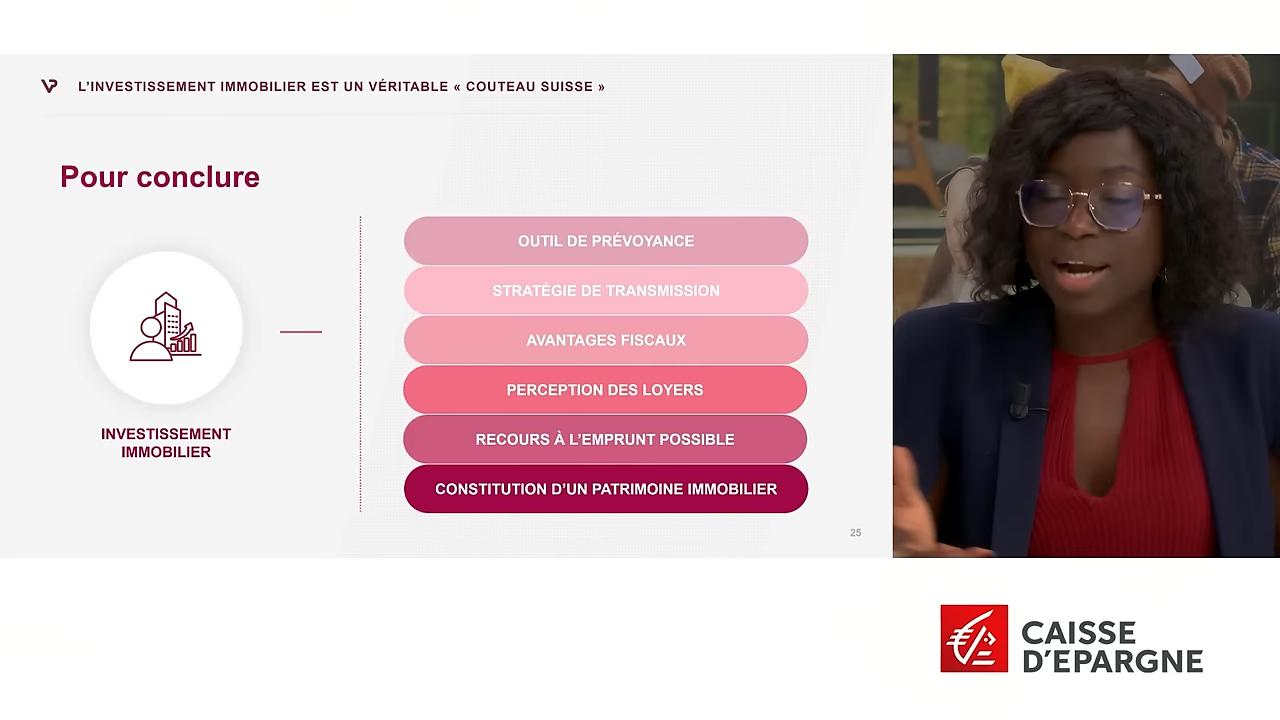 L'INVESTISSEMENT IMMOBILIER EST UN VÉRITABLE « COUTEAU SUISSE »
Pour conclure
INVESTISSEMENT
IMMOBILIER
OUTIL DE PRÉVOYANCE
STRATÉGIE DE TRANSMISSION
AVANTAGES FISCAUX
PERCEPTION DES LOYERS
RECOURS À L'EMPRUNT POSSIBLE
CONSTITUTION D'UN PATRIMOINE IMMOBILIER
25
CAISSE
D'EPARGNE